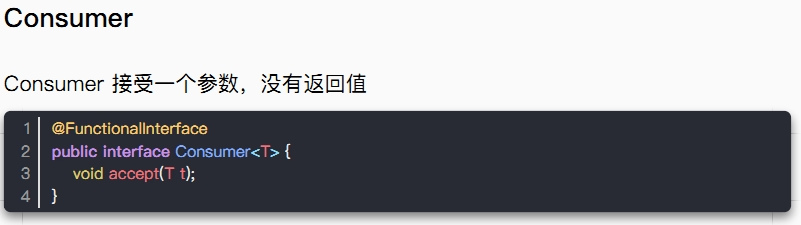 Consumer
Consumer 接受一个参数，没有返回值
1 @FunctionalInterface
2 public interface Consumer<T> {
3 void accept(T t);
4 }